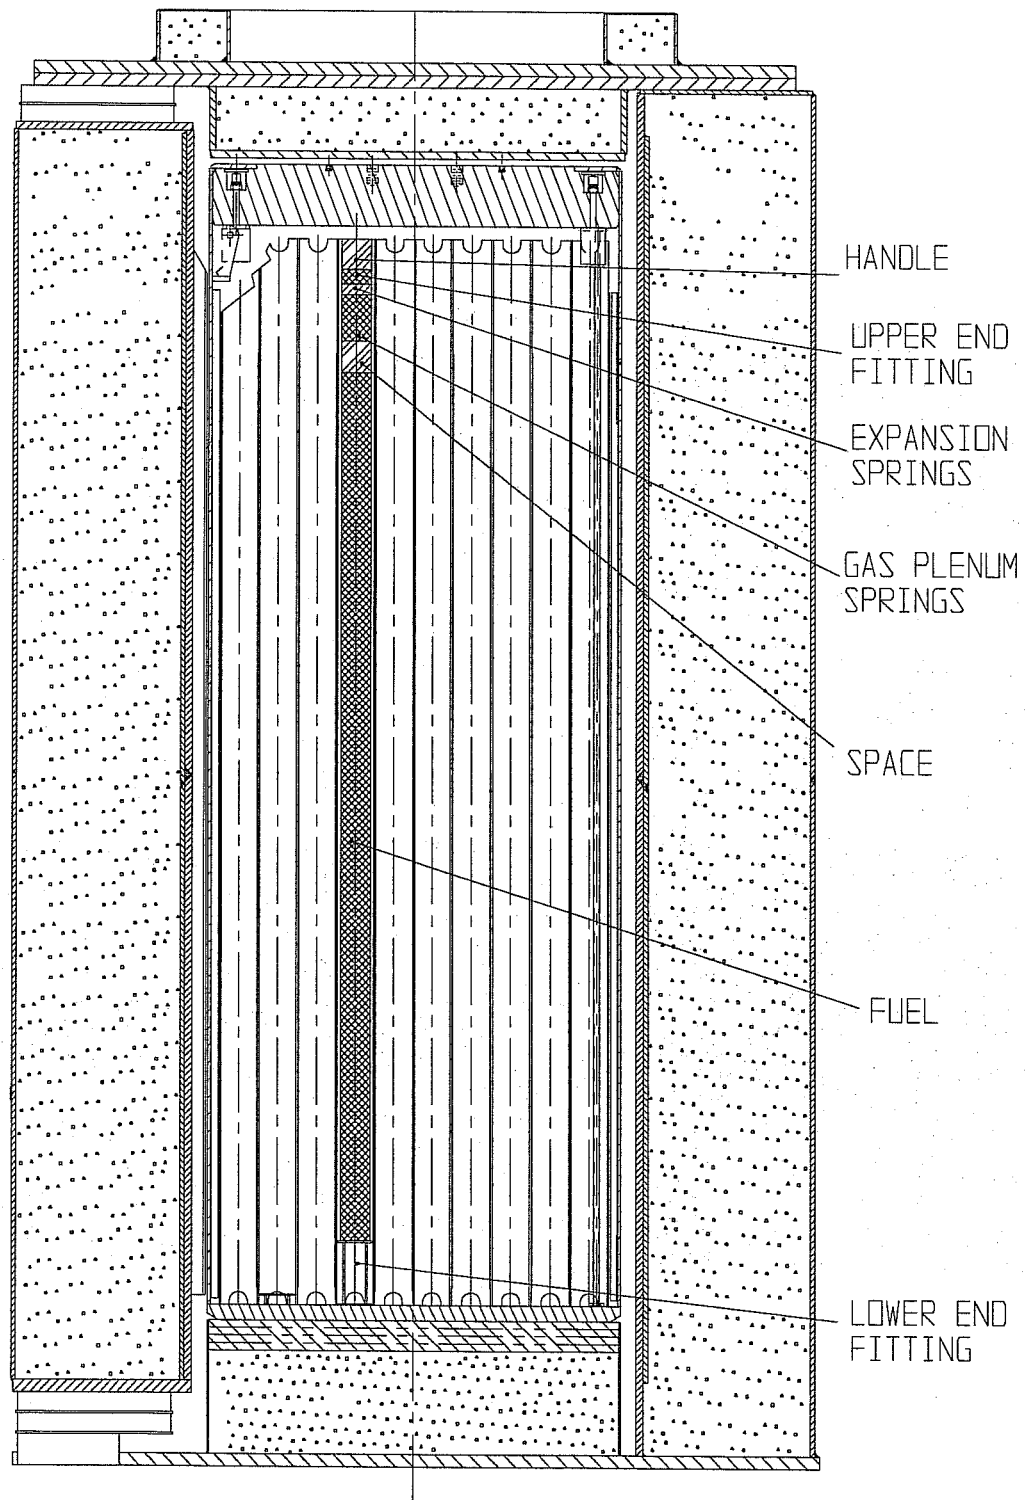 HANDLE
UPPER END
FITTING
EXPANSION
SPRINGS
GAS PLENUM
SPRINGS
SPACE
FUEL
LOWER END
FITTING